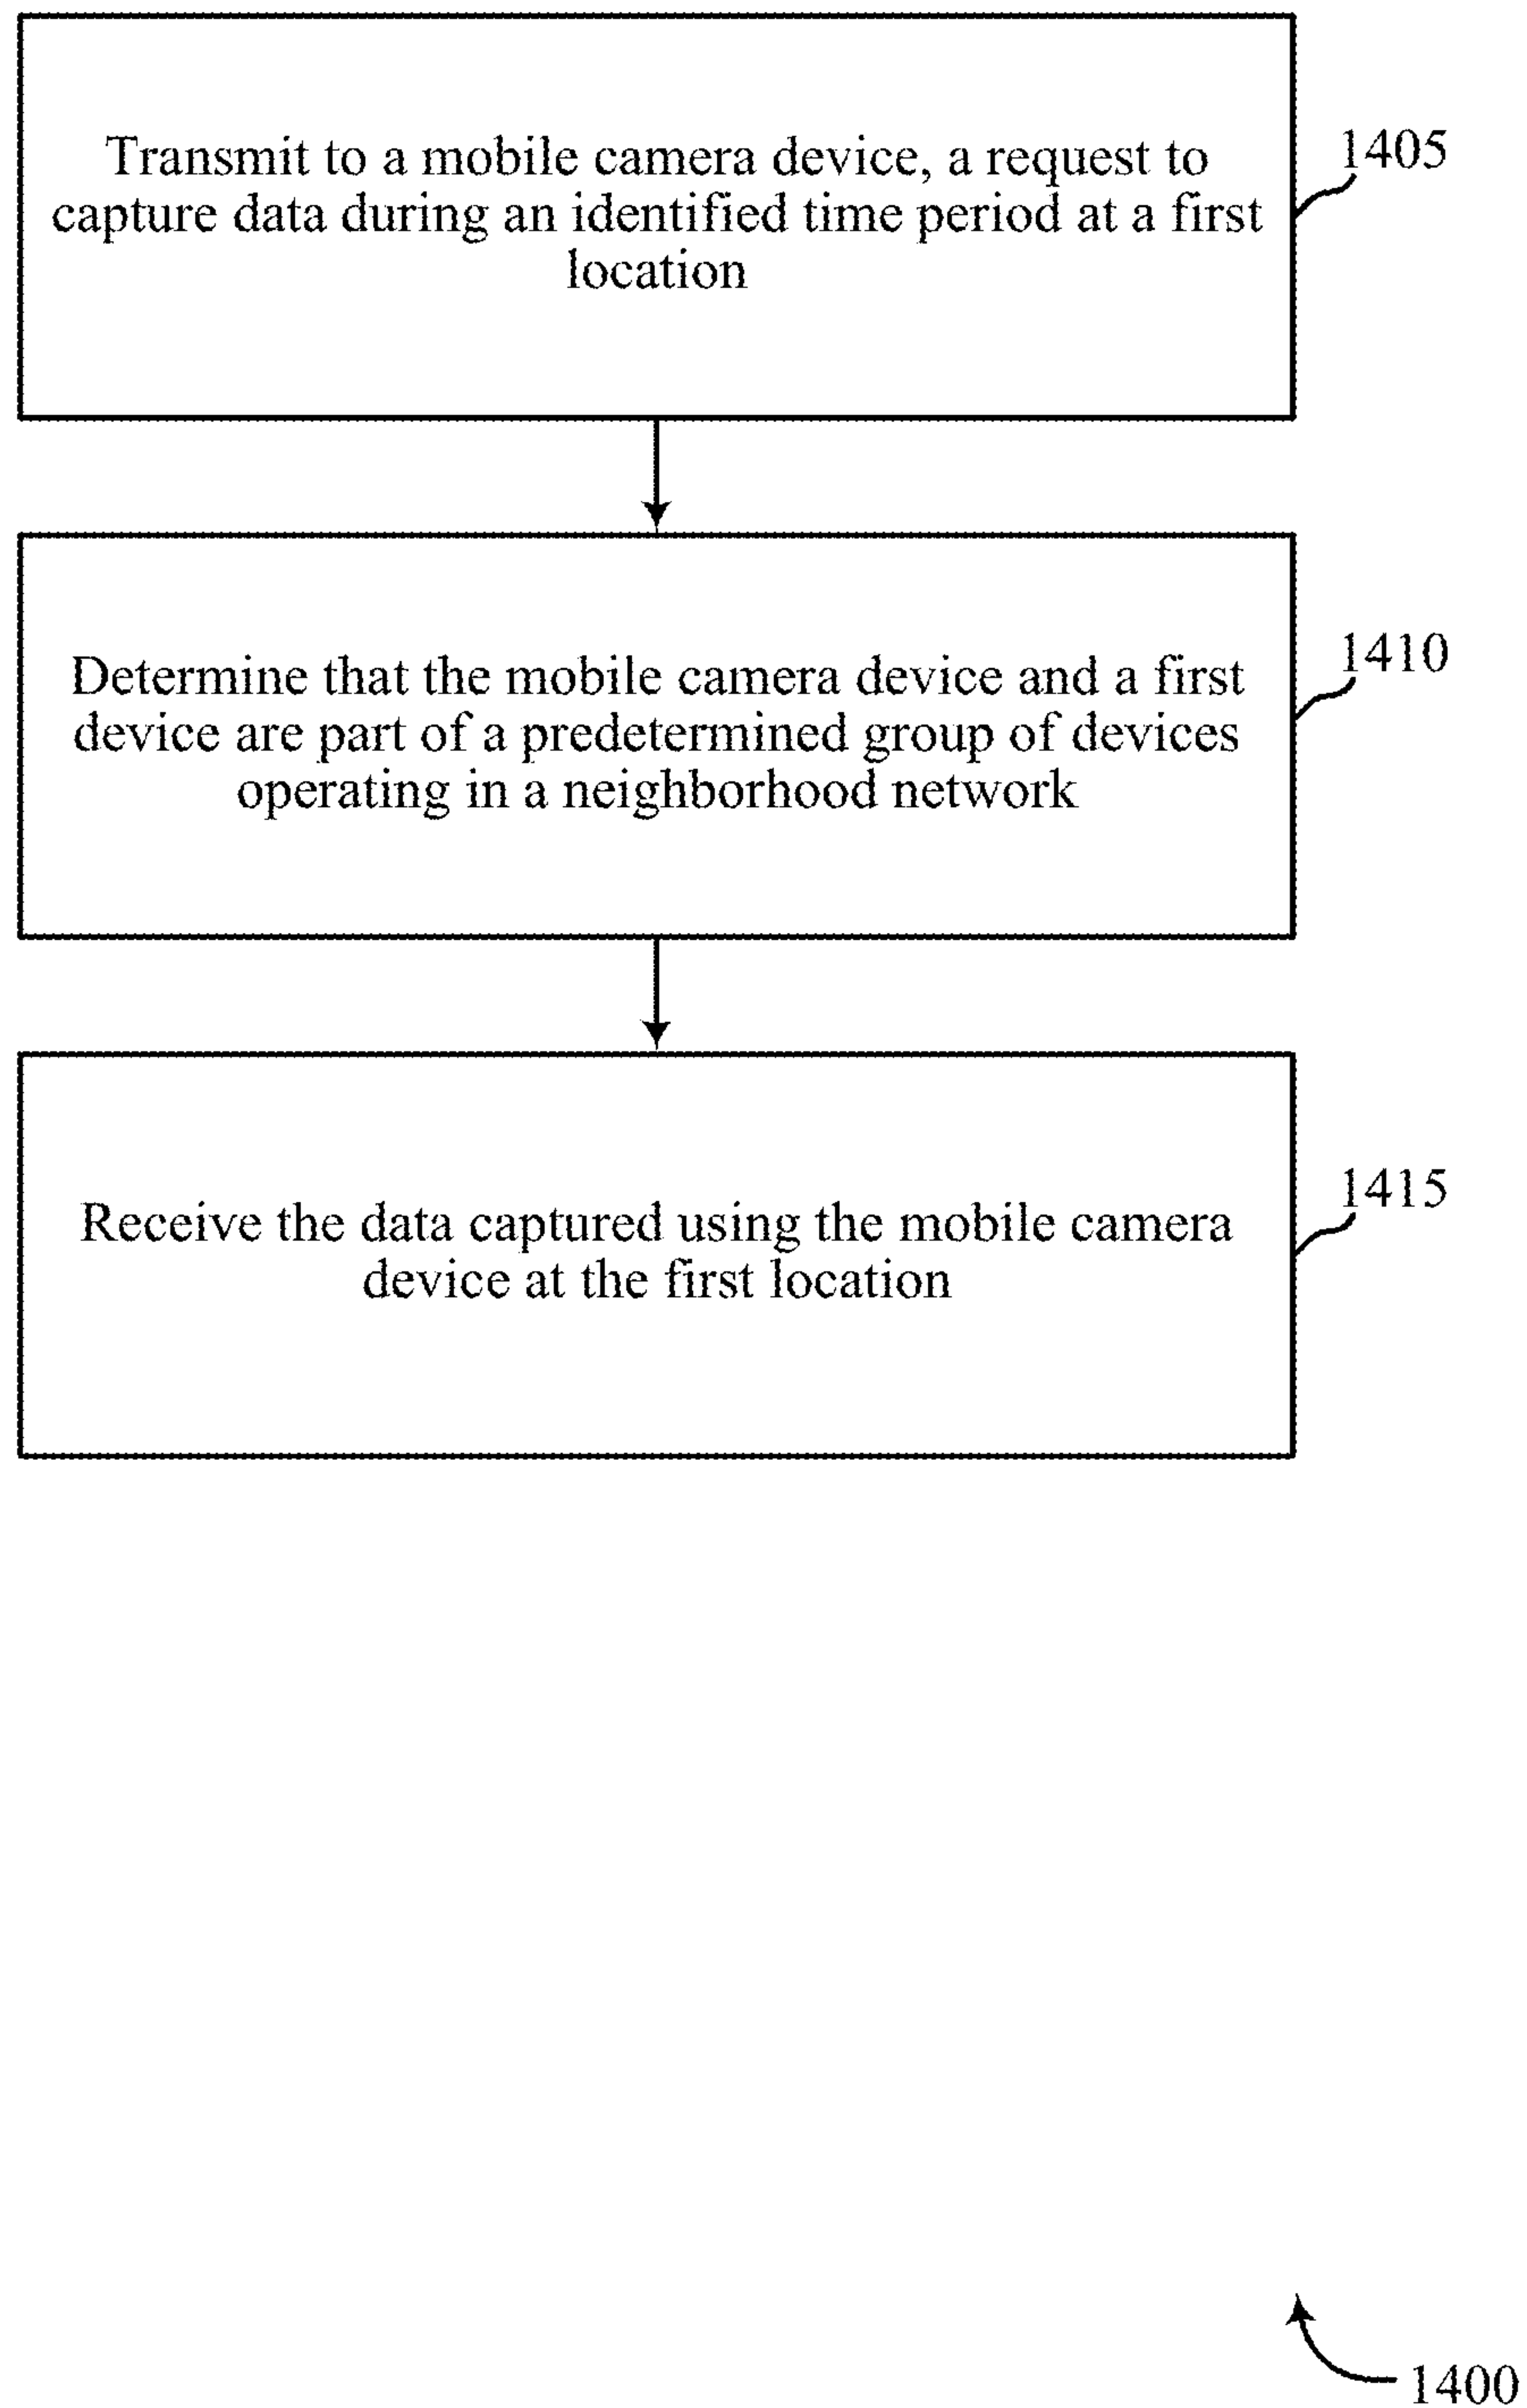 Transmit to a mobile camera device, a request to
capture data during an identified time period at a first
location
1405
Determine that the mobile camera device and a first
device are part of a predetermined group of devices
operating in a neighborhood network
1410
Receive the data captured using the mobile camera
device at the first location
1415
1400